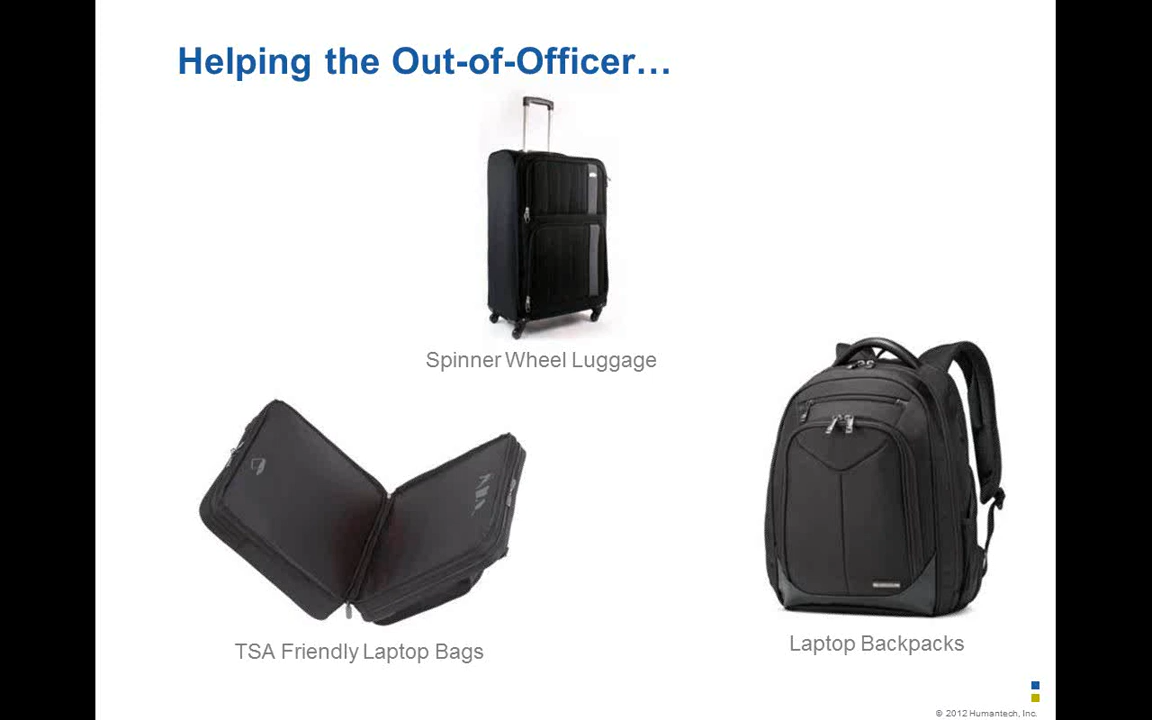 Helping the Out-of-Officer…
Spinner Wheel Luggage
TSA Friendly Laptop Bags
Laptop Backpacks
© 2012 Humantech, Inc.